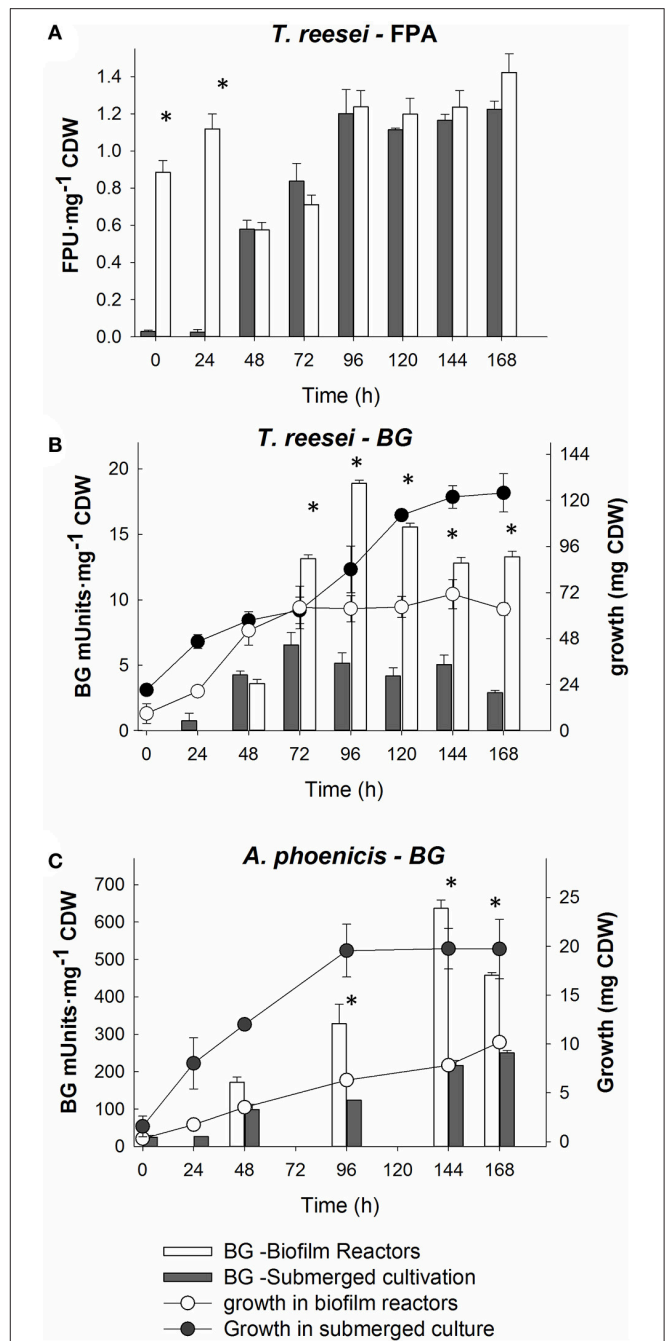 A
T. reesei - FPA
FPU·mg⁻¹ CDW
1.4
1.2
1.0
0.8
0.6
0.4
0.2
0.0
* *
0 24 48 72 96 120 144 168
Time (h)
B
T. reesei - BG
BG mUnits·mg⁻¹ CDW
20
15
10
5
0
* * * * *
144
120
96
72
48
24
0
growth (mg CDW)
0 24 48 72 96 120 144 168
Time (h)
C
A. phoenicis - BG
BG mUnits·mg⁻¹ CDW
700
600
500
400
300
200
100
0
* * *
25
20
15
10
5
0
Growth (mg CDW)
0 24 48 72 96 120 144 168
Time (h)
BG -Biofilm Reactors
BG -Submerged cultivation
growth in biofilm reactors
Growth in submerged culture